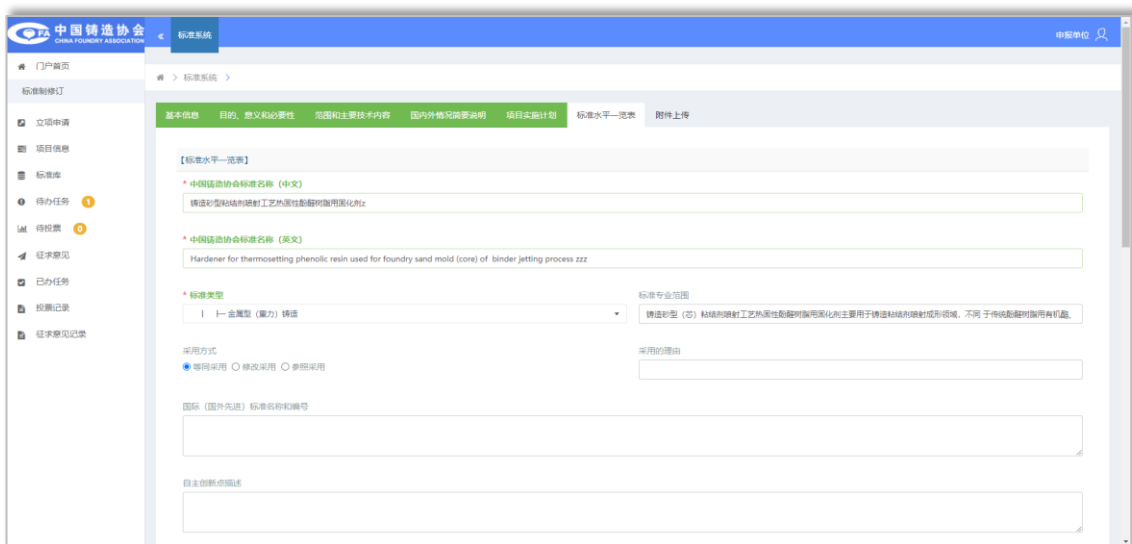 中国铸造协会
CHINA FOUNDRY ASSOCIATION
«
标准系统
申报单位
门户首页
标准制修订
立项申请
项目信息
标准库
待办任务 1
待投票 0
征求意见
已办任务
投票记录
征求意见记录
> 标准系统 >
基本信息 目的、意义和必要性 范围和主要技术内容 国内外情况简要说明 项目实施计划 标准水平一览表 附件上传
【标准水平一览表】
* 中国铸造协会标准名称（中文）
铸造砂型粘结剂喷射工艺热固性酚醛树脂用固化剂z
* 中国铸造协会标准名称（英文）
Hardener for thermosetting phenolic resin used for foundry sand mold (core) of binder jetting process zzz
* 标准类型
标准专业范围
| ├─ 金属型（重力）铸造
铸造砂型（芯）粘结剂喷射工艺热固性酚醛树脂用固化剂主要用于铸造粘结剂喷射成形领域，不同 于传统酚醛树脂用有机酯、
采用方式
采用的理由
等同采用 修改采用 参照采用
国际（国外先进）标准名称和编号
自主创新点描述